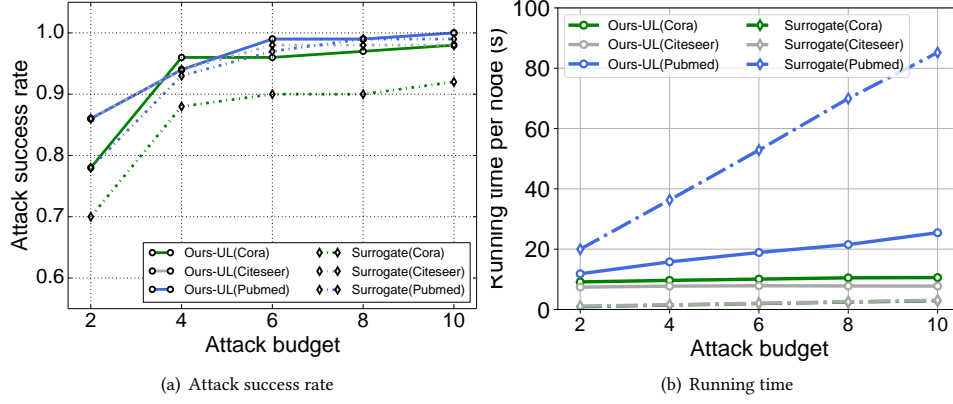 1.0
0.9
0.8
0.7
0.6
Attack success rate
Ours-UL(Cora)
Ours-UL(Citeseer)
Ours-UL(Pubmed)
Surrogate(Cora)
Surrogate(Citeseer)
Surrogate(Pubmed)
2 4 6 8 10
Attack budget
(a) Attack success rate
100
80
60
40
20
0
Running time per node (s)
Ours-UL(Cora)
Ours-UL(Citeseer)
Ours-UL(Pubmed)
Surrogate(Cora)
Surrogate(Citeseer)
Surrogate(Pubmed)
2 4 6 8 10
Attack budget
(b) Running time